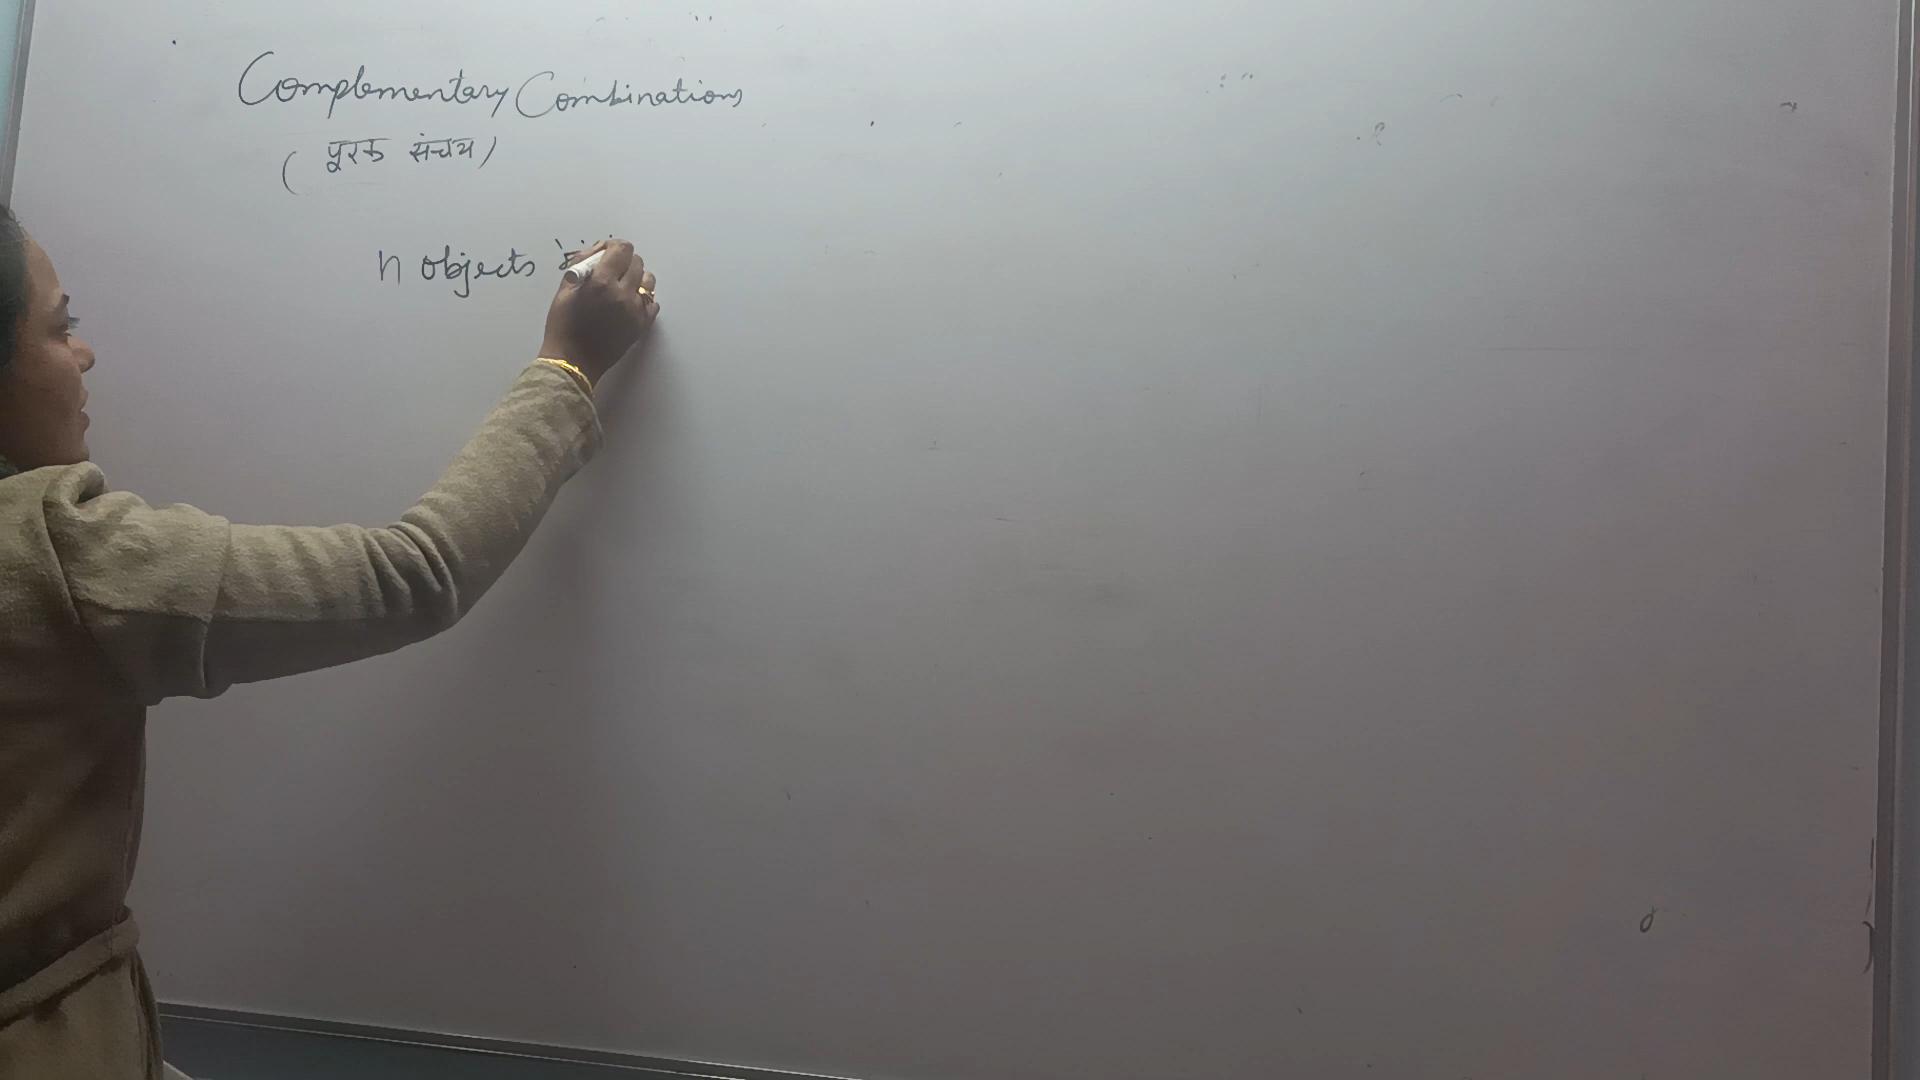 Complementary Combinations
(पूरक संचय)
n objects